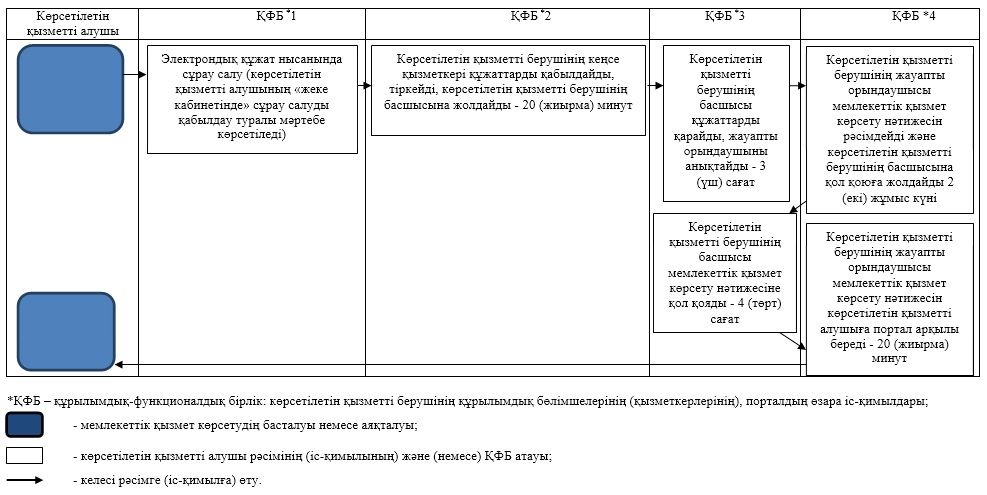 Көрсетілетін
қызметті алушы
ҚФБ *1
ҚФБ *2
ҚФБ *3
ҚФБ *4
Электрондық құжат нысанында
сұрау салу (көрсетілетін
қызметті алушының «жеке
кабинетінде» сұрау салуды
қабылдау туралы мәртебе
көрсетіледі)
Көрсетілетін қызметті берушінің кеңсе
қызметкері құжаттарды қабылдайды,
тіркейді, көрсетілетін қызметті берушінің
басшысына жолдайды - 20 (жиырма) минут
Көрсетілетін
қызметті
берушінің
басшысы
құжаттарды
қарайды, жауапты
орындаушыны
анықтайды - 3
(үш) сағат
Көрсетілетін қызметті
берушінің жауапты
орындаушысы
мемлекеттік қызмет
көрсету нәтижесін
рәсімдейді және
көрсетілетін қызметті
берушінің басшысына
қол қоюға жолдайды 2
(екі) жұмыс күні
Көрсетілетін
қызметті берушінің
басшысы
мемлекеттік қызмет
көрсету нәтижесіне
қол қояды - 4 (төрт)
сағат
Көрсетілетін қызметті
берушінің жауапты
орындаушысы
мемлекеттік қызмет
көрсету нәтижесін
көрсетілетін қызметті
алушыға портал арқылы
береді - 20 (жиырма)
минут
*ҚФБ – құрылымдық-функционалдық бірлік: көрсетілетін қызметті берушінің құрылымдық бөлімшелерінің (қызметкерлерінің), порталдың өзара іс-қимылдары;
- мемлекеттік қызмет көрсетудің басталуы немесе аяқталуы;
- көрсетілетін қызметті алушы рәсімінің (іс-қимылының) және (немесе) ҚФБ атауы;
- келесі рәсімге (іс-қимылға) өту.